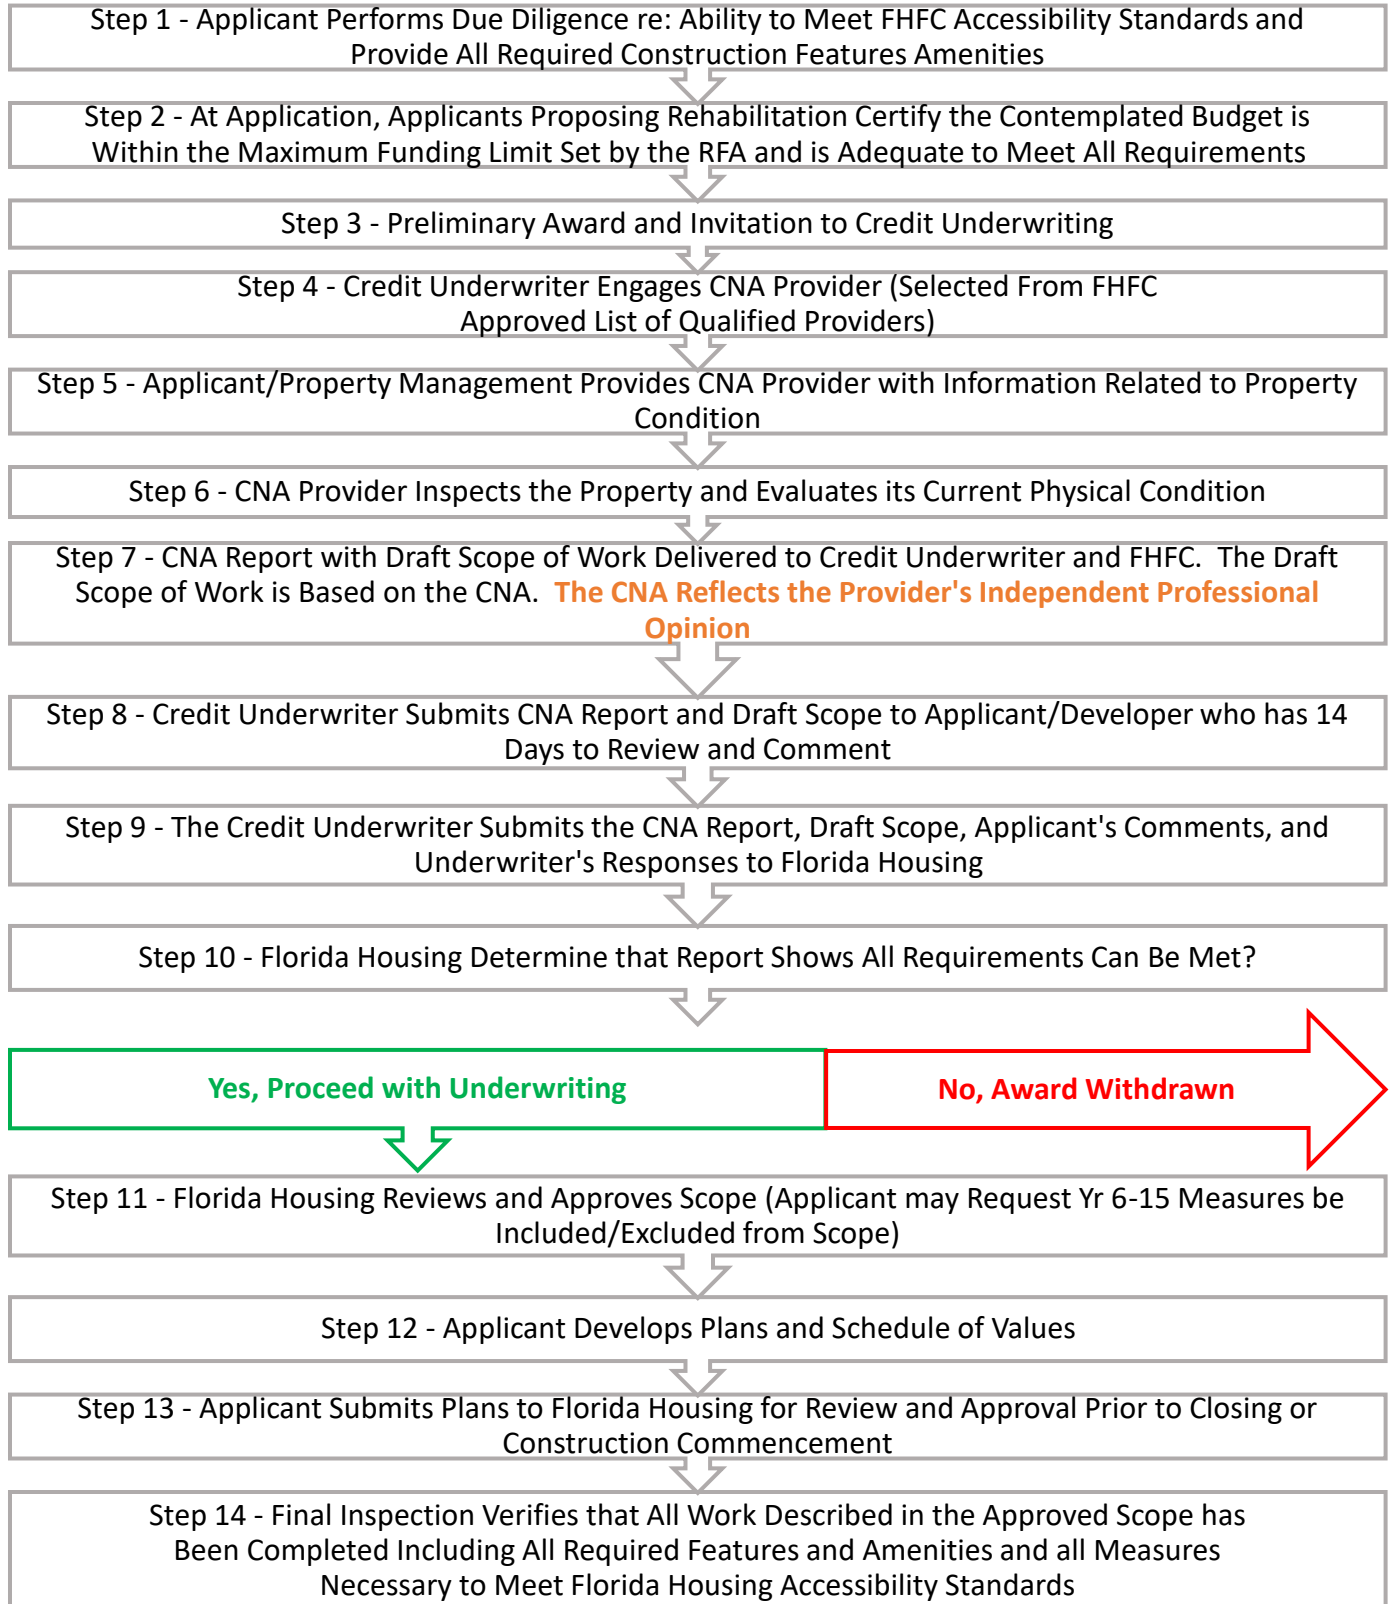 Step 1 - Applicant Performs Due Diligence re: Ability to Meet FHFC Accessibility Standards and
Provide All Required Construction Features Amenities
Step 2 - At Application, Applicants Proposing Rehabilitation Certify the Contemplated Budget is
Within the Maximum Funding Limit Set by the RFA and is Adequate to Meet All Requirements
Step 3 - Preliminary Award and Invitation to Credit Underwriting
Step 4 - Credit Underwriter Engages CNA Provider (Selected From FHFC
Approved List of Qualified Providers)
Step 5 - Applicant/Property Management Provides CNA Provider with Information Related to Property
Condition
Step 6 - CNA Provider Inspects the Property and Evaluates its Current Physical Condition
Step 7 - CNA Report with Draft Scope of Work Delivered to Credit Underwriter and FHFC.  The Draft
Scope of Work is Based on the CNA.  The CNA Reflects the Provider's Independent Professional
Opinion
Step 8 - Credit Underwriter Submits CNA Report and Draft Scope to Applicant/Developer who has 14
Days to Review and Comment
Step 9 - The Credit Underwriter Submits the CNA Report, Draft Scope, Applicant's Comments, and
Underwriter's Responses to Florida Housing
Step 10 - Florida Housing Determine that Report Shows All Requirements Can Be Met?
Yes, Proceed with Underwriting
No, Award Withdrawn
Step 11 - Florida Housing Reviews and Approves Scope (Applicant may Request Yr 6-15 Measures be
Included/Excluded from Scope)
Step 12 - Applicant Develops Plans and Schedule of Values
Step 13 - Applicant Submits Plans to Florida Housing for Review and Approval Prior to Closing or
Construction Commencement
Step 14 - Final Inspection Verifies that All Work Described in the Approved Scope has
Been Completed Including All Required Features and Amenities and all Measures
Necessary to Meet Florida Housing Accessibility Standards